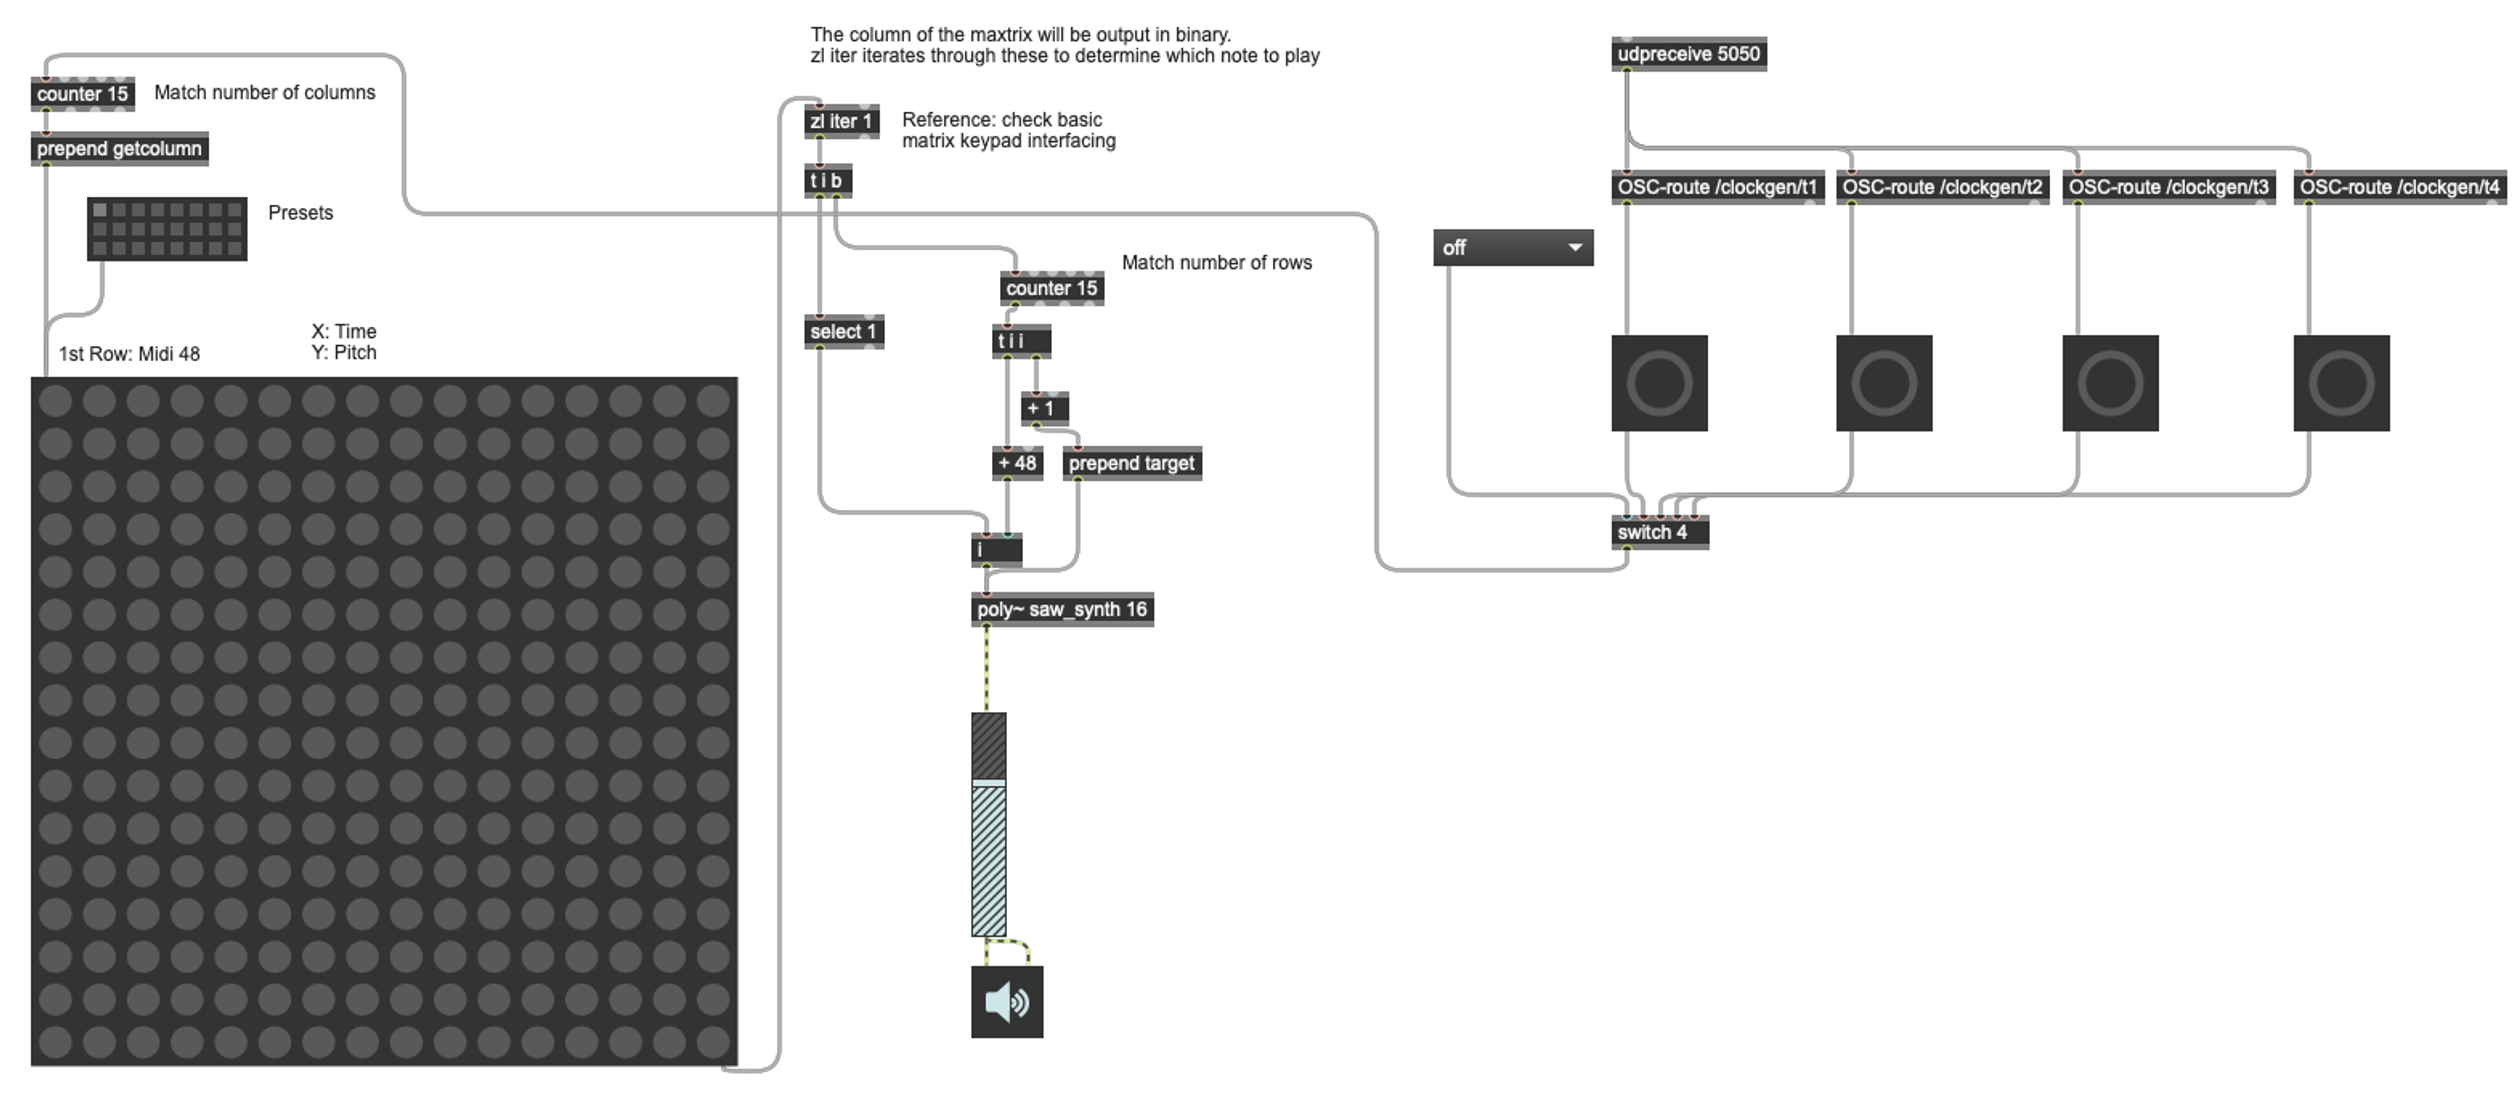 The column of the maxtrix will be output in binary.
zl iter iterates through these to determine which note to play
counter 15
Match number of columns
prepend getcolumn
Presets
1st Row: Midi 48
X: Time
Y: Pitch
zl iter 1
Reference: check basic
matrix keypad interfacing
t i b
Match number of rows
counter 15
select 1
t i i
+ 1
+ 48
prepend target
i
poly~ saw_synth 16
udpreceive 5050
OSC-route /clockgen/t1
OSC-route /clockgen/t2
OSC-route /clockgen/t3
OSC-route /clockgen/t4
off
switch 4